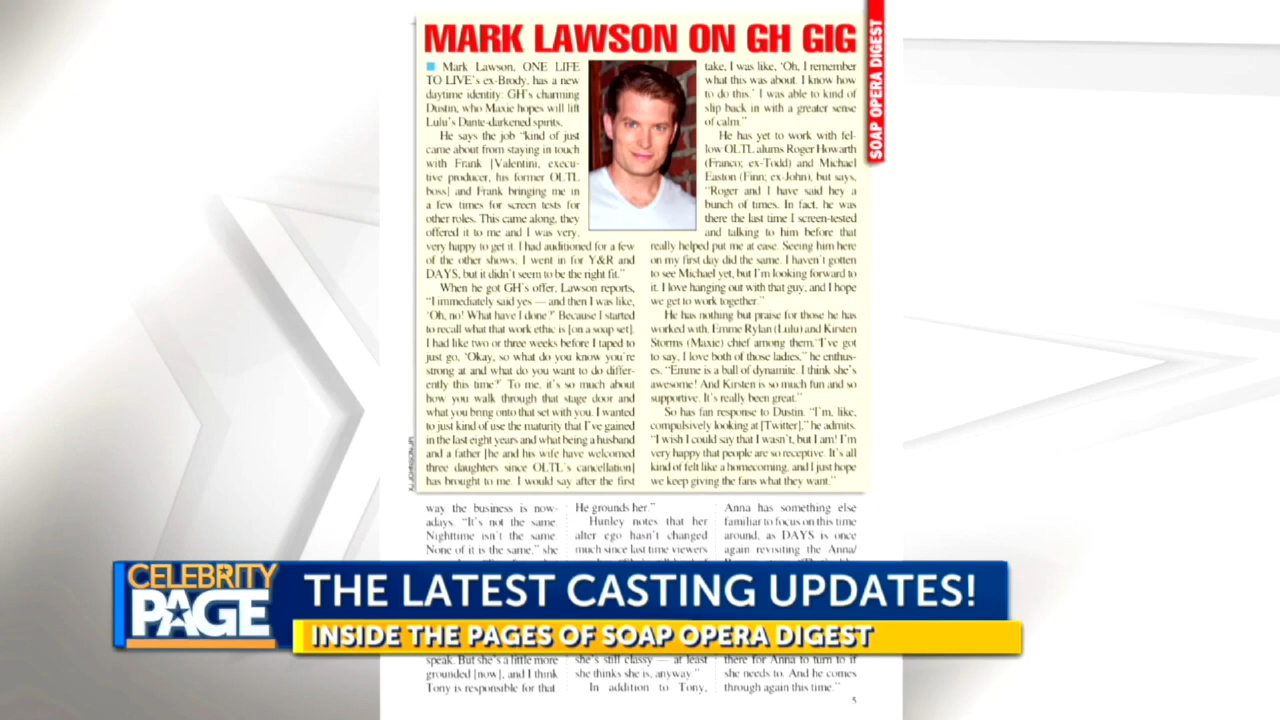 MARK LAWSON ON GH GIG
SOAP OPERA DIGEST
Mark Lawson, ONE LIFE
TO LIVE's ex-Brody, has a new
daytime identity: GH's charming
Dustin, who Maxie hopes will lift
Lulu's Dante-darkened spirits.
He says the job "kind of just
came about from staying in touch
with Frank [Valentini, execu-
tive producer, his former OLTL
boss] and Frank bringing me in
a few times for screen tests for
other roles. This came along, they
offered it to me and I was very,
very happy to get it. I had auditioned for a few
of the other shows; I went in for Y&R and
DAYS, but it didn't seem to be the right fit."
When he got GH's offer, Lawson reports,
"I immediately said yes — and then I was like,
'Oh, no! What have I done?' Because I started
to recall what that work ethic is [on a soap set].
I had like two or three weeks before I taped to
just go, 'Okay, so what do you know you're
strong at and what do you want to do differ-
ently this time?' To me, it's so much about
how you walk through that stage door and
what you bring onto that set with you. I wanted
to just kind of use the maturity that I've gained
in the last eight years and what being a husband
and a father [he and his wife have welcomed
three daughters since OLTL's cancellation]
has brought to me. I would say after the first
take, I was like, 'Oh, I remember
what this was about. I know how
to do this.' I was able to kind of
slip back in with a greater sense
of calm."
He has yet to work with fel-
low OLTL alums Roger Howarth
(Franco; ex-Todd) and Michael
Easton (Finn; ex-John), but says,
"Roger and I have said hey a
bunch of times. In fact, he was
there the last time I screen-tested
and talking to him before that
really helped put me at ease. Seeing him here
on my first day did the same. I haven't gotten
to see Michael yet, but I'm looking forward to
it. I love hanging out with that guy, and I hope
we get to work together."
He has nothing but praise for those he has
worked with, Emme Rylan (Lulu) and Kirsten
Storms (Maxie) chief among them. "I've got
to say, I love both of those ladies," he enthus-
es. "Emme is a ball of dynamite. I think she's
awesome! And Kirsten is so much fun and so
supportive. It's really been great."
So has fan response to Dustin. "I'm, like,
compulsively looking at [Twitter]," he admits.
"I wish I could say that I wasn't, but I am! I'm
very happy that people are so receptive. It's all
kind of felt like a homecoming, and I just hope
we keep giving the fans what they want."
JPI
way the business is now-
adays. "It's not the same.
Nighttime isn't the same.
None of it is the same," she
speak. But she's a little more
grounded [now], and I think
Tony is responsible for that.
He grounds her."
Hunley notes that her
alter ego hasn't changed
much since last time viewers
she's still classy — at least
she thinks she is, anyway."
In addition to Tony,
Anna has something else
familiar to focus on this time
around, as DAYS is once
again revisiting the Anna/
there for Anna to turn to if
she needs to. And he comes
through again this time."
5
CELEBRITY
PAGE
THE LATEST CASTING UPDATES!
INSIDE THE PAGES OF SOAP OPERA DIGEST